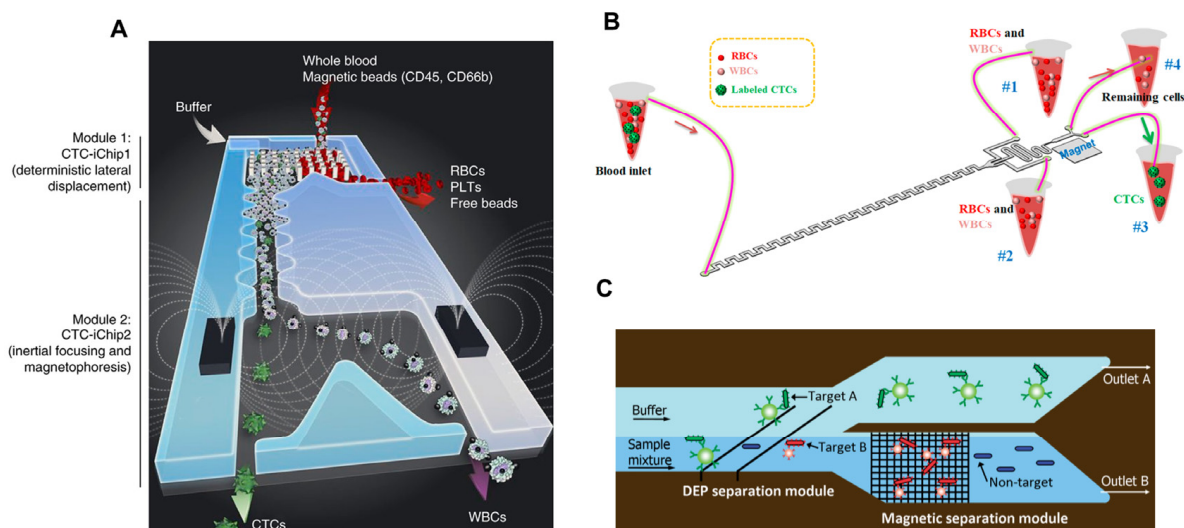 A
Whole blood
Magnetic beads (CD45, CD66b)
Buffer
Module 1:
CTC-iChip1
(deterministic lateral
displacement)
RBCs
PLTs
Free beads
Module 2:
CTC-iChip2
(inertial focusing and
magnetophoresis)
CTCs
WBCs
B
RBCs
WBCs
Labeled CTCs
Blood inlet
RBCs and
WBCs
#1
#4
Remaining cells
Magnet
RBCs and
WBCs
#2
CTCs
#3
C
Target A
Outlet A
Buffer
Sample
mixture
Target B
Non-target
DEP separation module
Outlet B
Magnetic separation module